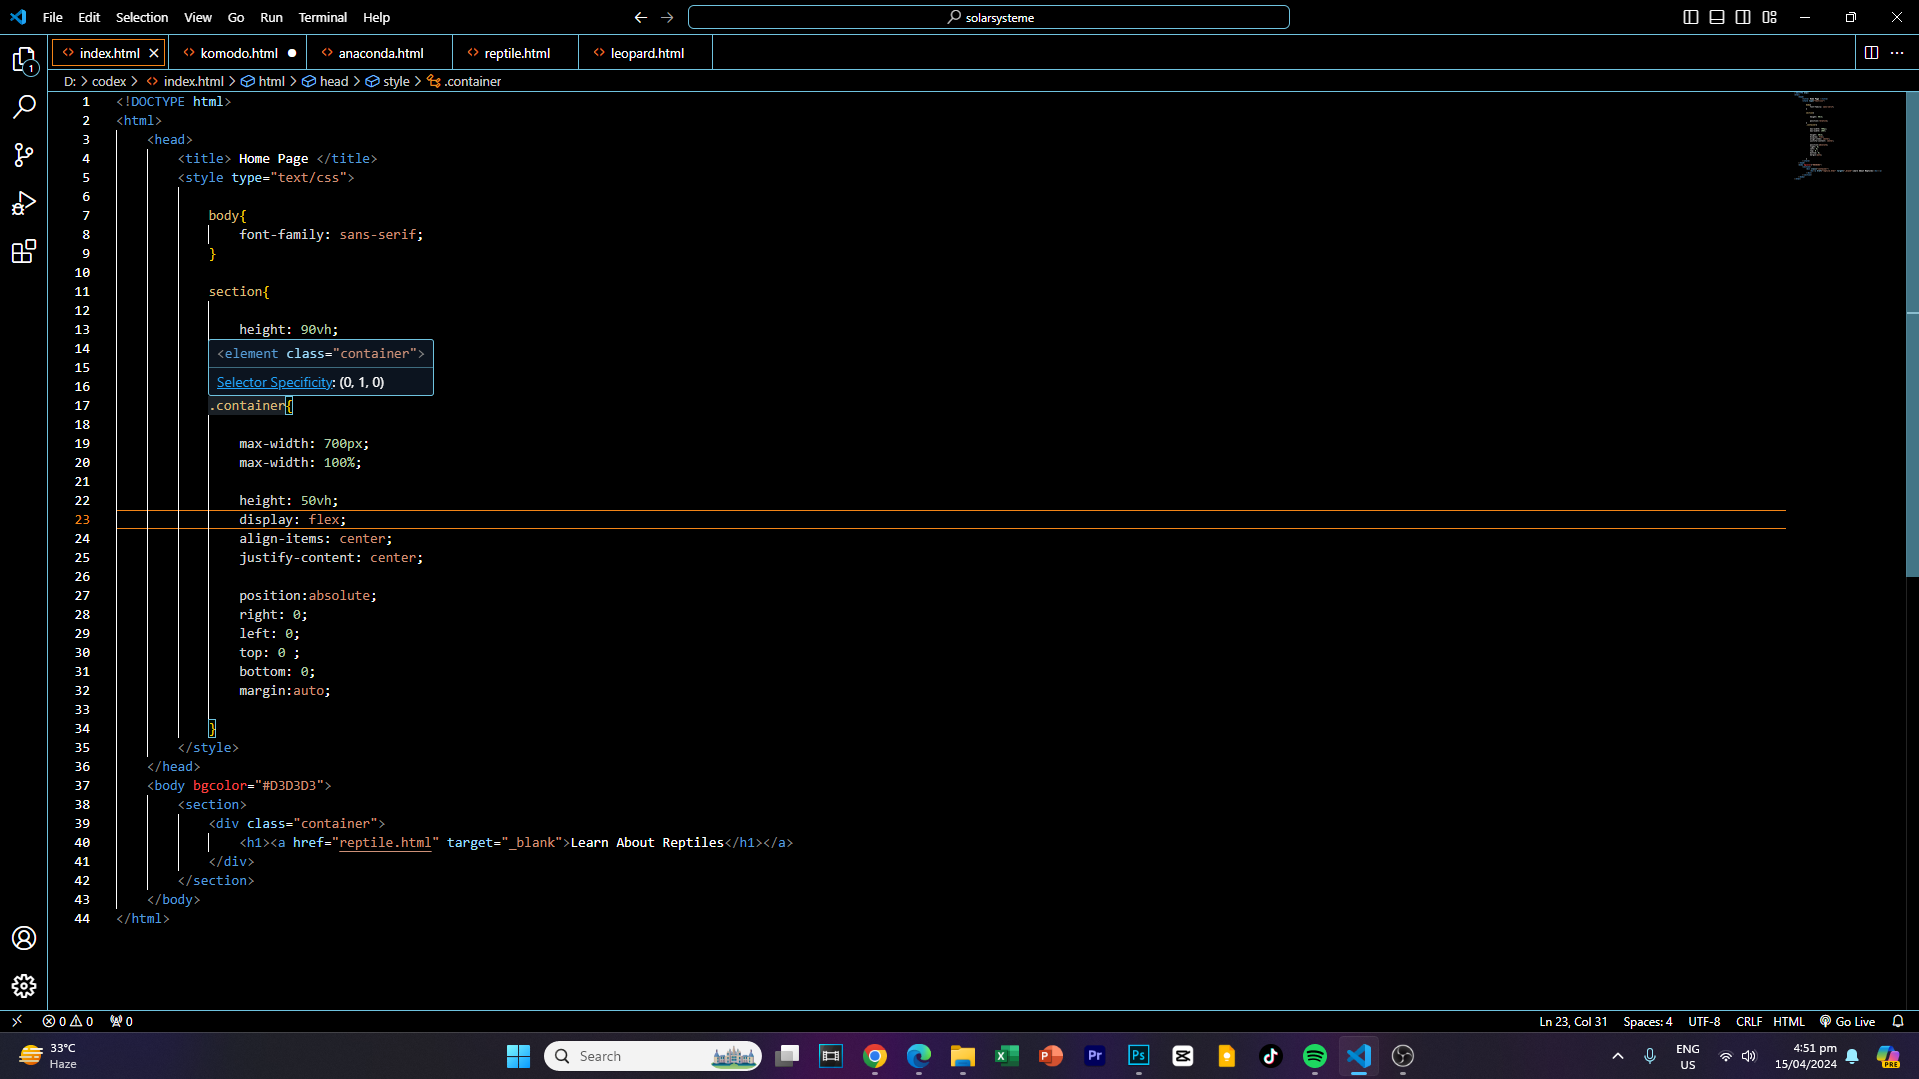 File Edit Selection View Go Run Terminal Help
solarsysteme
index.html
komodo.html
anaconda.html
reptile.html
leopard.html
1
D: > codex > index.html > html > head > style > .container
1 <!DOCTYPE html>
2 <html>
3 <head>
4 <title> Home Page </title>
5 <style type="text/css">
6
7 body{
8 font-family: sans-serif;
9 }
10
11 section{
12
13 height: 90vh;
14 <element class="container">
15
16 Selector Specificity: (0, 1, 0)
17 .container{
18
19 max-width: 700px;
20 max-width: 100%;
21
22 height: 50vh;
23 display: flex;
24 align-items: center;
25 justify-content: center;
26
27 position:absolute;
28 right: 0;
29 left: 0;
30 top: 0 ;
31 bottom: 0;
32 margin:auto;
33
34 }
35 </style>
36 </head>
37 <body bgcolor="#D3D3D3">
38 <section>
39 <div class="container">
40 <h1><a href="reptile.html" target="_blank">Learn About Reptiles</h1></a>
41 </div>
42 </section>
43 </body>
44 </html>
0 0 0
Ln 23, Col 31 Spaces: 4 UTF-8 CRLF HTML Go Live
33°C
Haze
Search
Pr
Ps
ENG
US
4:51 pm
15/04/2024
PRE